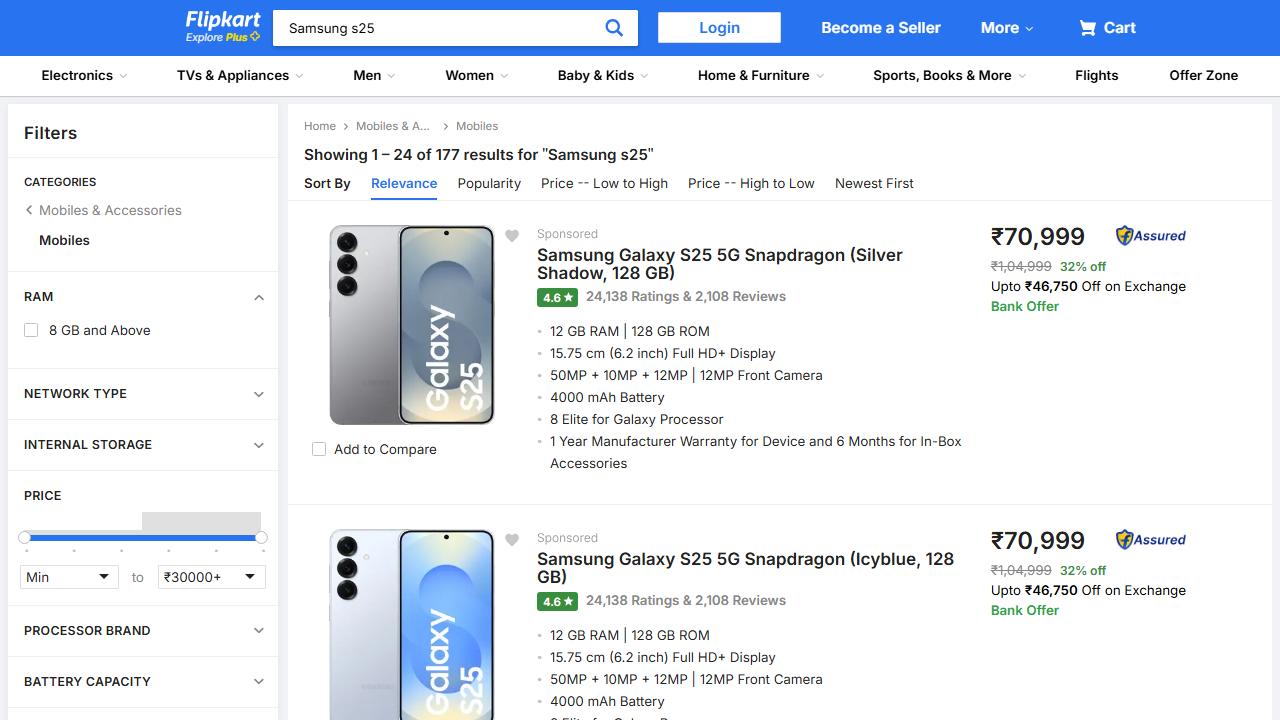 Flipkart
Explore Plus
Samsung s25
Login
Become a Seller
More
Cart
Electronics
TVs & Appliances
Men
Women
Baby & Kids
Home & Furniture
Sports, Books & More
Flights
Offer Zone
Filters
CATEGORIES
Mobiles & Accessories
Mobiles
RAM
8 GB and Above
NETWORK TYPE
INTERNAL STORAGE
PRICE
Min
to
₹30000+
PROCESSOR BRAND
BATTERY CAPACITY
Home
Mobiles & A...
Mobiles
Showing 1 – 24 of 177 results for "Samsung s25"
Sort By
Relevance
Popularity
Price -- Low to High
Price -- High to Low
Newest First
Galaxy
S25
Add to Compare
Sponsored
Samsung Galaxy S25 5G Snapdragon (Silver
Shadow, 128 GB)
4.6
24,138 Ratings & 2,108 Reviews
12 GB RAM | 128 GB ROM
15.75 cm (6.2 inch) Full HD+ Display
50MP + 10MP + 12MP | 12MP Front Camera
4000 mAh Battery
8 Elite for Galaxy Processor
1 Year Manufacturer Warranty for Device and 6 Months for In-Box
Accessories
₹70,999
Assured
₹1,04,999
32% off
Upto ₹46,750 Off on Exchange
Bank Offer
Galaxy
S25
Sponsored
Samsung Galaxy S25 5G Snapdragon (Icyblue, 128
GB)
4.6
24,138 Ratings & 2,108 Reviews
12 GB RAM | 128 GB ROM
15.75 cm (6.2 inch) Full HD+ Display
50MP + 10MP + 12MP | 12MP Front Camera
4000 mAh Battery
₹70,999
Assured
₹1,04,999
32% off
Upto ₹46,750 Off on Exchange
Bank Offer